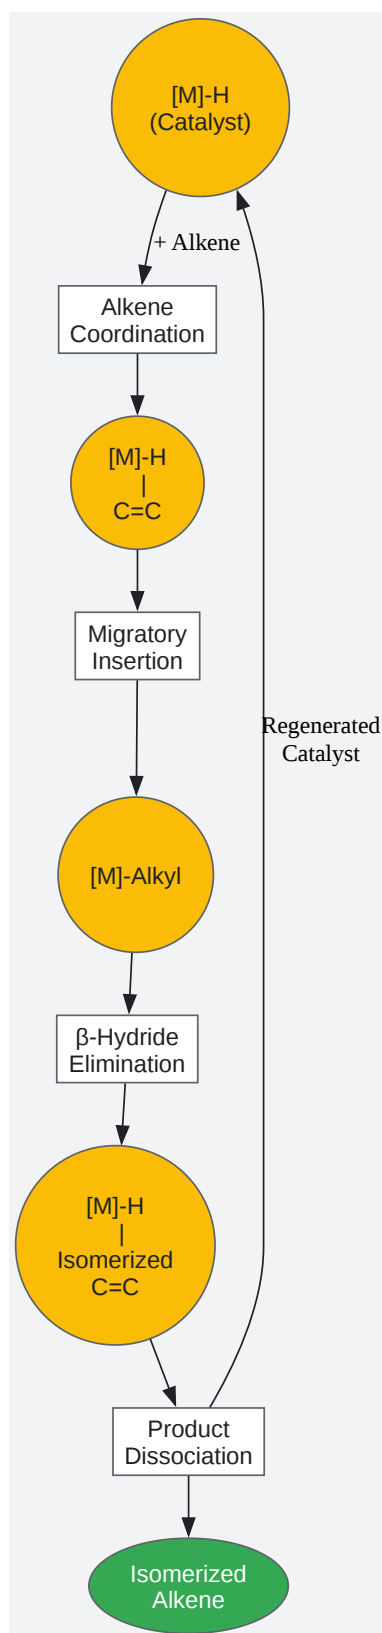 [M]-H
(Catalyst)
+ Alkene
Alkene
Coordination
[M]-H
|
C=C
Migratory
Insertion
Regenerated
Catalyst
[M]-Alkyl
β-Hydride
Elimination
[M]-H
|
Isomerized
C=C
Product
Dissociation
Isomerized
Alkene